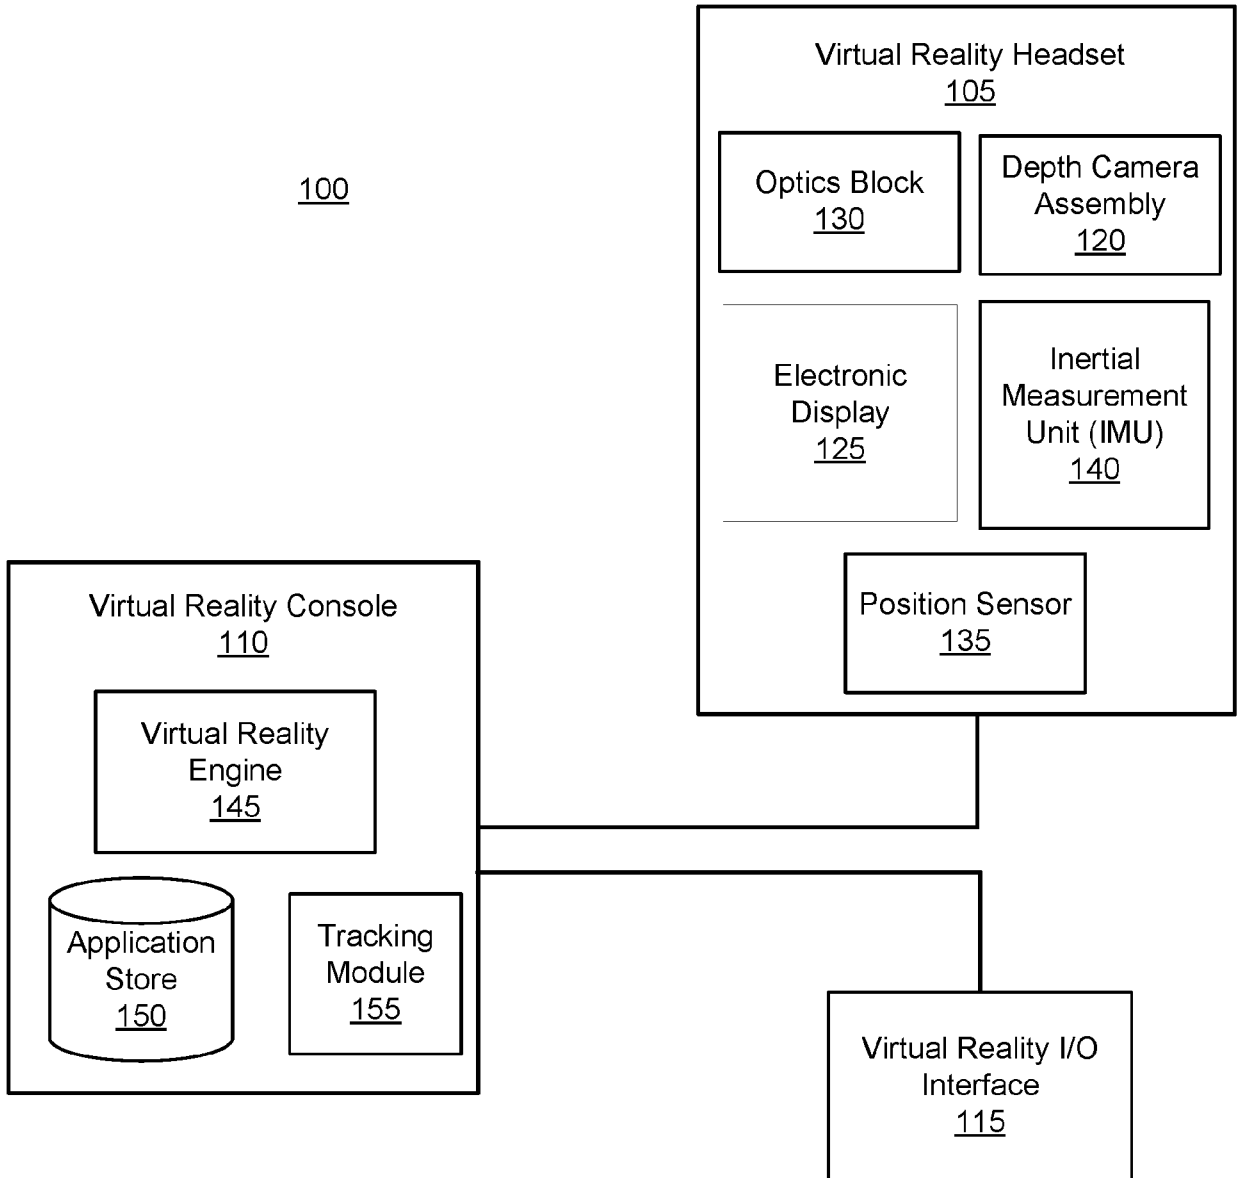 Virtual Reality Headset
105
100
Optics Block
130
Depth Camera
Assembly
120
Electronic
Display
125
Inertial
Measurement
Unit (IMU)
140
Position Sensor
135
Virtual Reality Console
110
Virtual Reality
Engine
145
Application
Store
150
Tracking
Module
155
Virtual Reality I/O
Interface
115